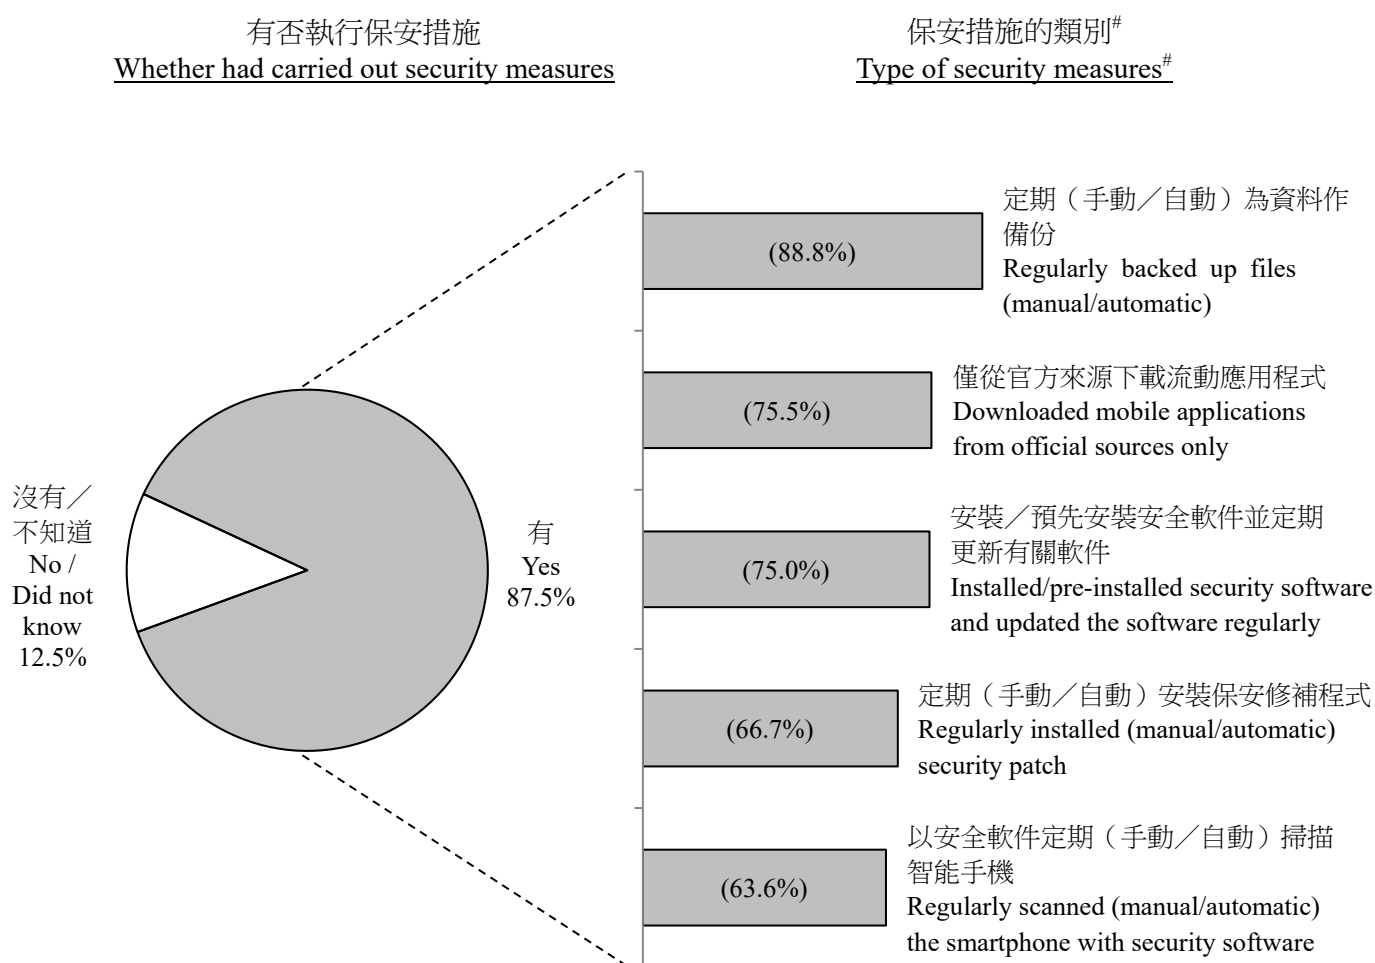 有否執行保安措施
Whether had carried out security measures
保安措施的類別#
Type of security measures#
沒有／
不知道
No /
Did not
know
12.5%
有
Yes
87.5%
(88.8%)
定期（手動／自動）為資料作
備份
Regularly backed up files
(manual/automatic)
(75.5%)
僅從官方來源下載流動應用程式
Downloaded mobile applications
from official sources only
(75.0%)
安裝／預先安裝安全軟件並定期
更新有關軟件
Installed/pre-installed security software
and updated the software regularly
(66.7%)
定期（手動／自動）安裝保安修補程式
Regularly installed (manual/automatic)
security patch
(63.6%)
以安全軟件定期（手動／自動）掃描
智能手機
Regularly scanned (manual/automatic)
the smartphone with security software